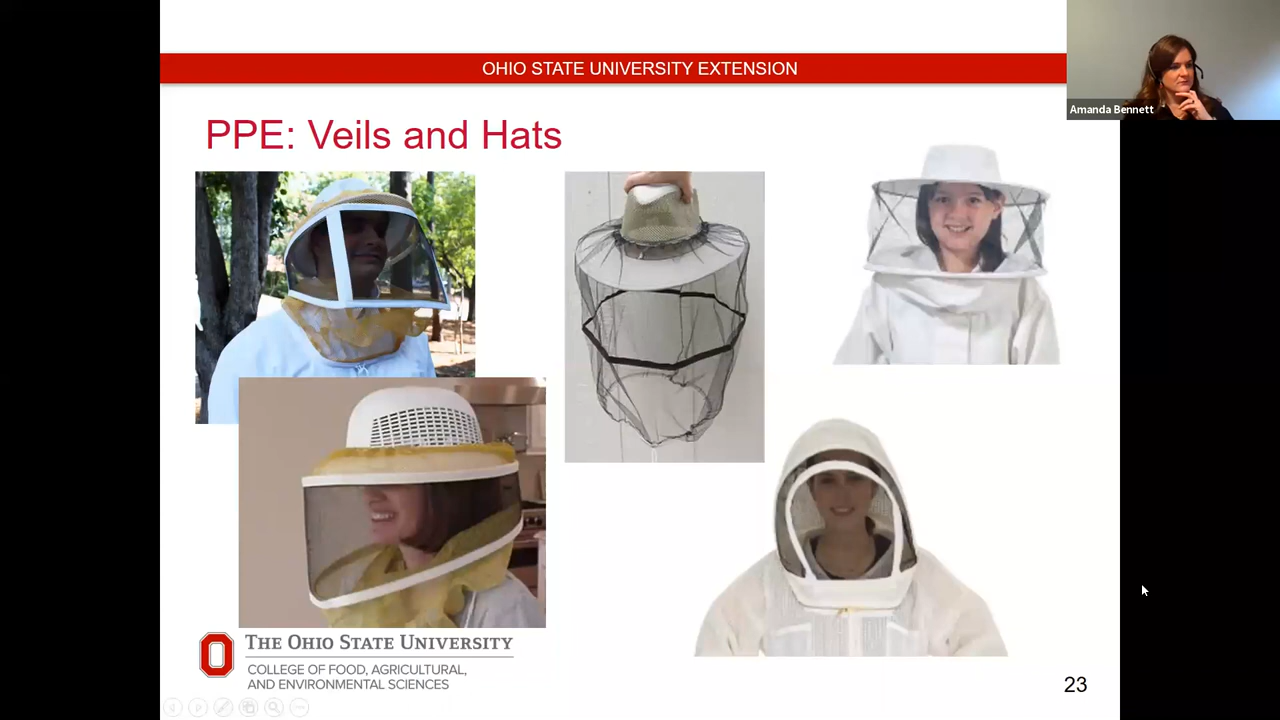 OHIO STATE UNIVERSITY EXTENSION
Amanda Bennett
PPE: Veils and Hats
THE OHIO STATE UNIVERSITY
COLLEGE OF FOOD, AGRICULTURAL,
AND ENVIRONMENTAL SCIENCES
23